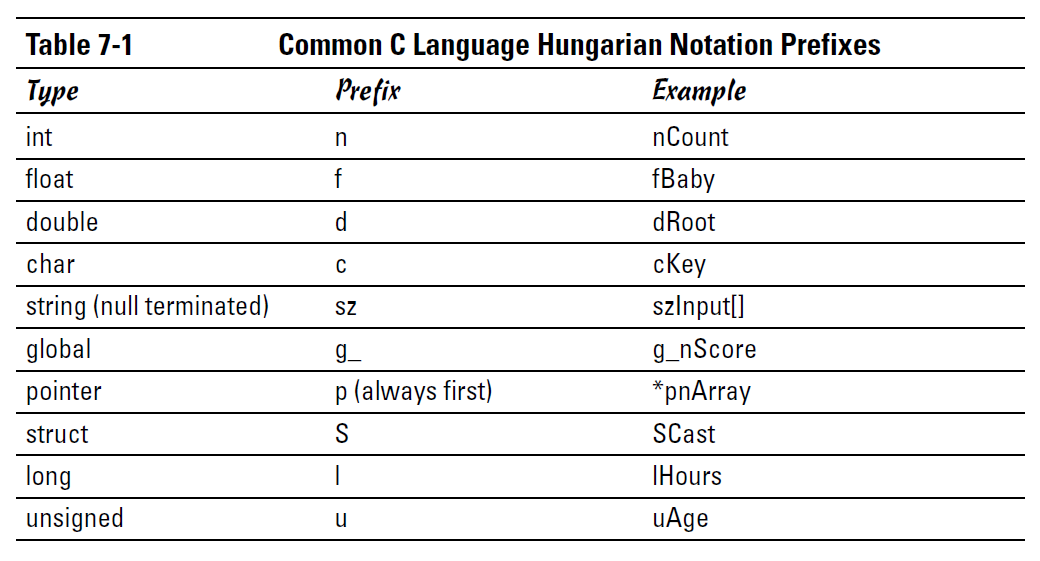 Table 7-1 Common C Language Hungarian Notation Prefixes
Type Prefix Example
int n nCount
float f fBaby
double d dRoot
char c cKey
string (null terminated) sz szInput[]
global g_ g_nScore
pointer p (always first) *pnArray
struct S SCast
long l lHours
unsigned u uAge